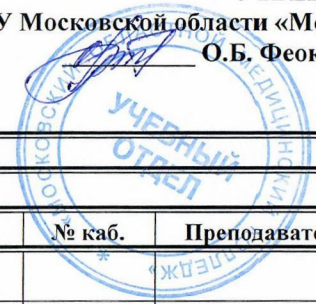 У Московской области «Мо
О.Б. Феок
УЧЕБНЫЙ
ОТДЕЛ
№ каб. Преподавате